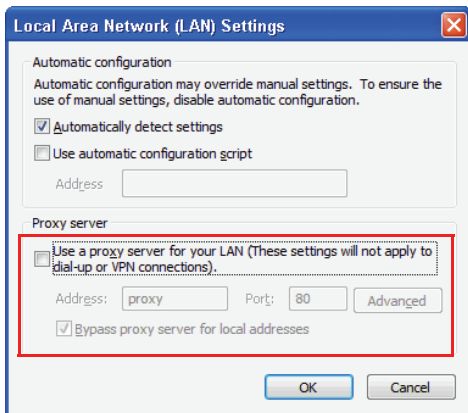 Local Area Network (LAN) Settings
Automatic configuration
Automatic configuration may override manual settings. To ensure the
use of manual settings, disable automatic configuration.
Automatically detect settings
Use automatic configuration script
Address
Proxy server
Use a proxy server for your LAN (These settings will not apply to
dial-up or VPN connections).
Address: proxy Port: 80 Advanced
Bypass proxy server for local addresses
OK Cancel